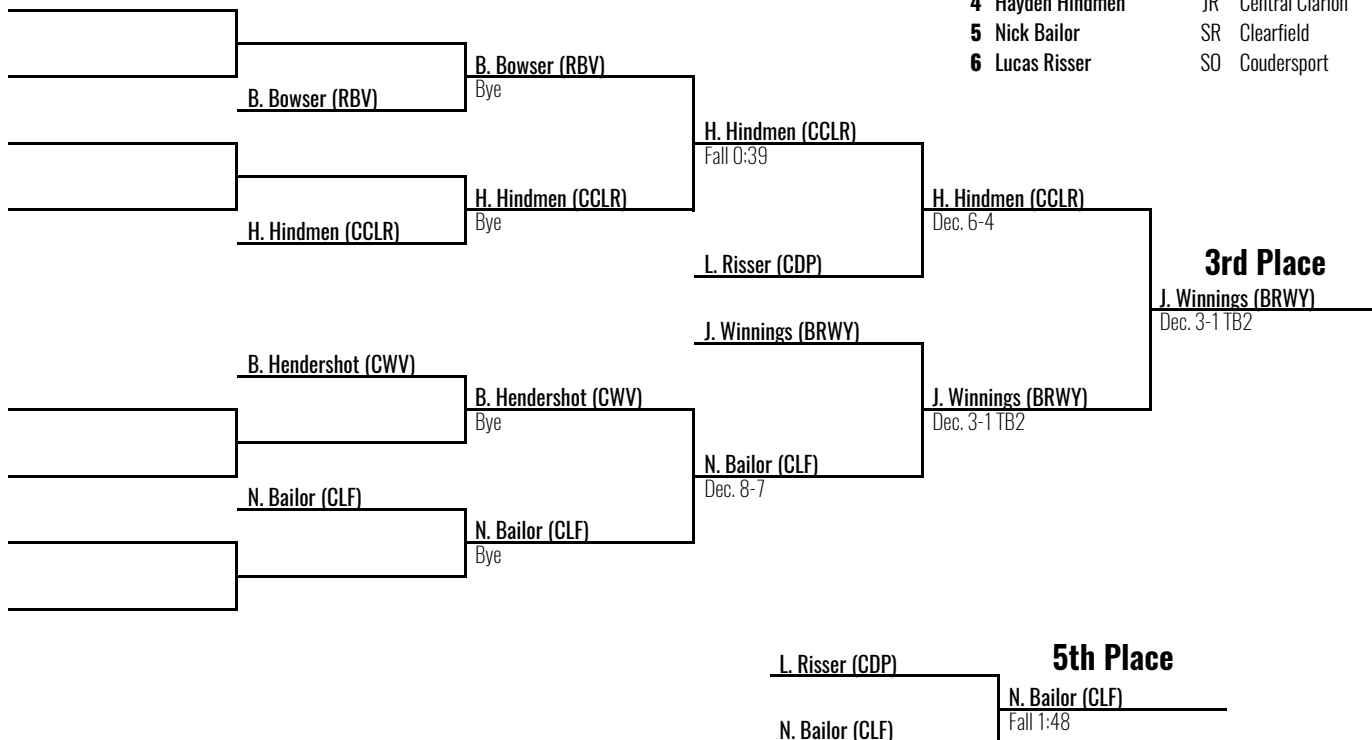 4 Hayden Hindmen JR Central Clarion
5 Nick Bailor SR Clearfield
6 Lucas Risser SO Coudersport
B. Bowser (RBV)
Bye
B. Bowser (RBV)
H. Hindmen (CCLR)
Fall 0:39
H. Hindmen (CCLR)
Bye
H. Hindmen (CCLR)
Dec. 6-4
H. Hindmen (CCLR)
L. Risser (CDP)
3rd Place
J. Winnings (BRWY)
Dec. 3-1 TB2
J. Winnings (BRWY)
B. Hendershot (CWV)
B. Hendershot (CWV)
Bye
J. Winnings (BRWY)
Dec. 3-1 TB2
N. Bailor (CLF)
Dec. 8-7
N. Bailor (CLF)
N. Bailor (CLF)
Bye
5th Place
L. Risser (CDP)
N. Bailor (CLF)
Fall 1:48
N. Bailor (CLF)